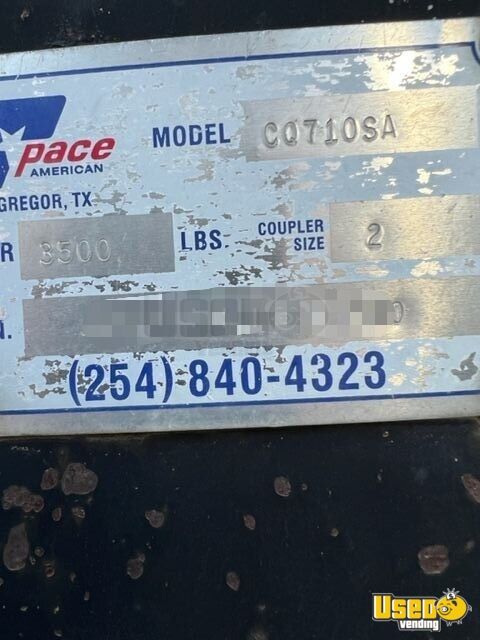 MODEL CQ710SA
pace
AMERICAN
GREGOR, TX
R 3500 LBS. COUPLER SIZE 2
(254) 840-4323
Used vending